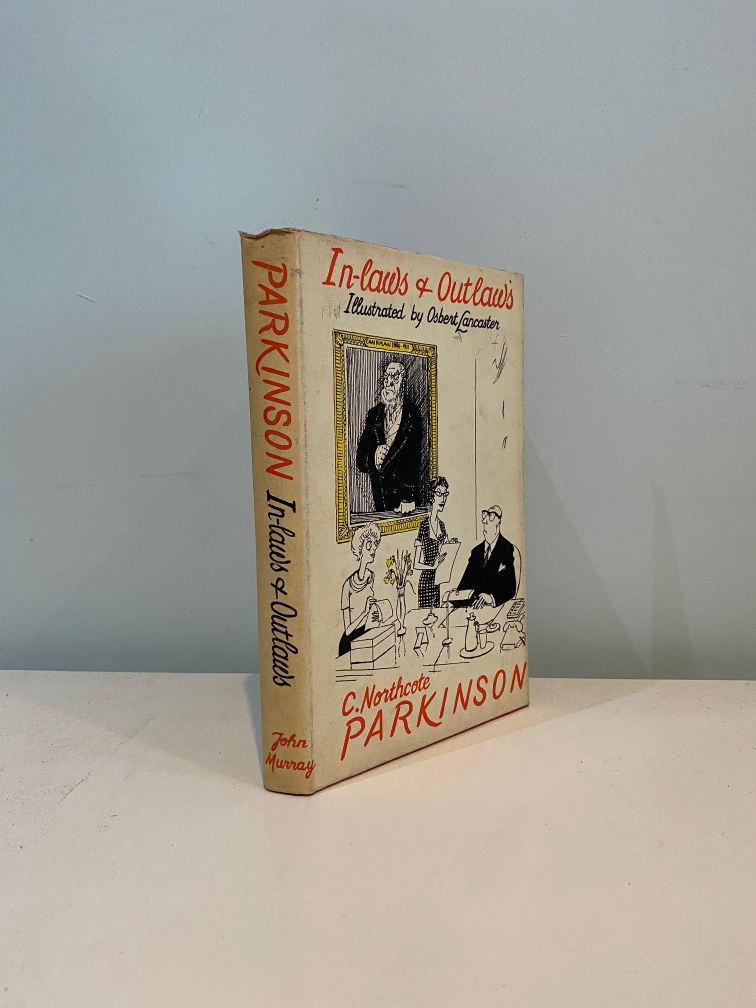 PARKINSON In-laws & Outlaws
John
Murray
In-laws & Outlaws
Illustrated by Osbert Lancaster
C. Northcote
PARKINSON